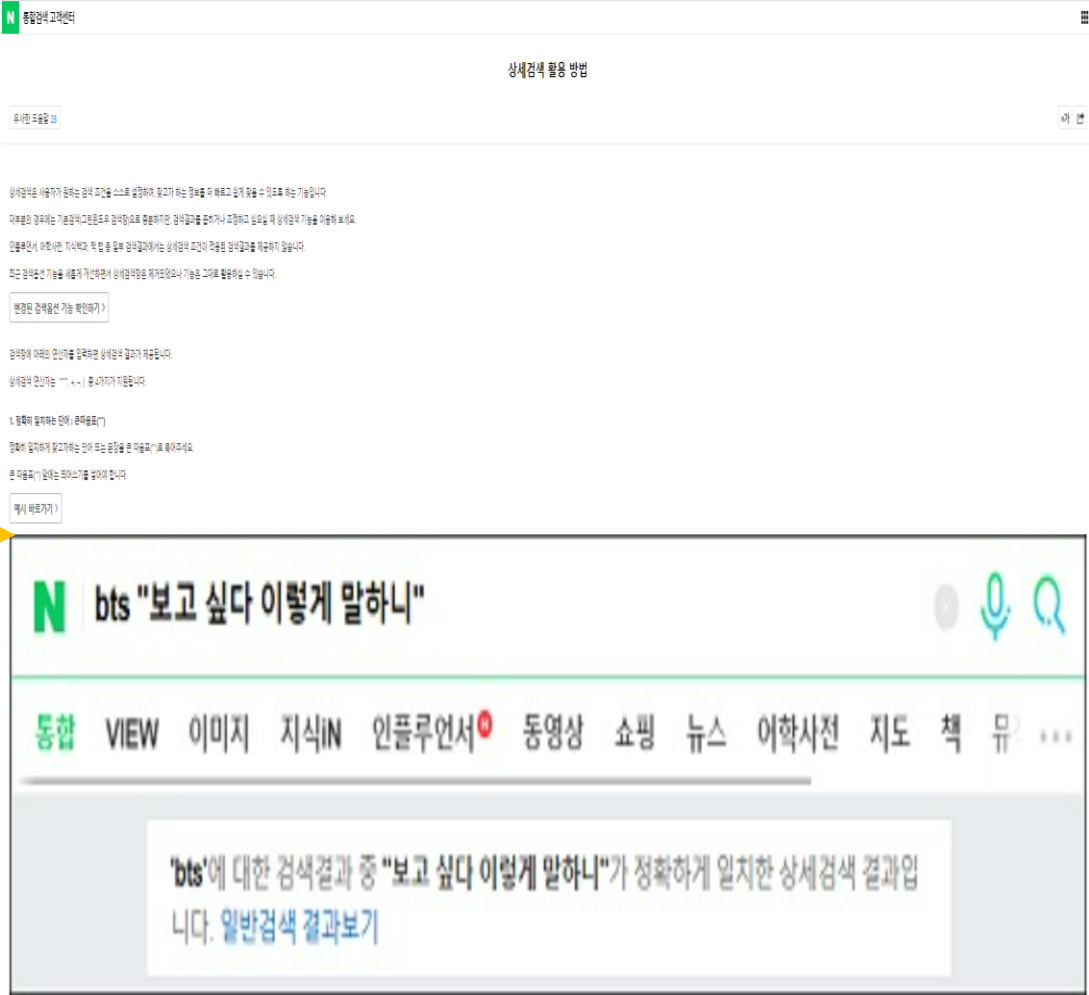 N 통합검색 고객센터
상세검색 활용 방법
유사한 도움말 28
가
상세검색은 사용자가 원하는 검색 조건을 스스로 설정하여, 찾고자 하는 정보를 더 빠르고 쉽게 찾을 수 있도록 하는 기능입니다.
대부분의 경우에는 기본검색(그린윈도우 검색창)으로 충분하지만, 검색결과를 좁히거나 조정하고 싶으실 때 상세검색 기능을 이용해 보세요.
인플루언서, 어학사전, 지식백과, 책 탭 등 일부 검색결과에서는 상세검색 조건이 적용된 검색결과를 제공하지 않습니다.
최근 검색옵션 기능을 새롭게 개선하면서 상세검색창은 제거되었으나 기능은 그대로 활용하실 수 있습니다.
변경된 검색옵션 기능 확인하기 >
검색창에 아래의 연산자를 입력하면 상세검색 결과가 제공됩니다.
상세검색 연산자는 "", +, -, | 총 4가지가 지원됩니다.
1. 정확히 일치하는 단어 : 큰따옴표("")
정확히 일치하게 찾고자하는 단어 또는 문장을 큰 따옴표("")로 묶어주세요.
큰 따옴표("") 앞에는 띄어쓰기를 넣어야 합니다.
예시 바로가기 >
N bts "보고 싶다 이렇게 말하니"
통합 VIEW 이미지 지식iN 인플루언서 동영상 쇼핑 뉴스 어학사전 지도 책 뮤
'bts'에 대한 검색결과 중 "보고 싶다 이렇게 말하니"가 정확하게 일치한 상세검색 결과입
니다. 일반검색 결과보기